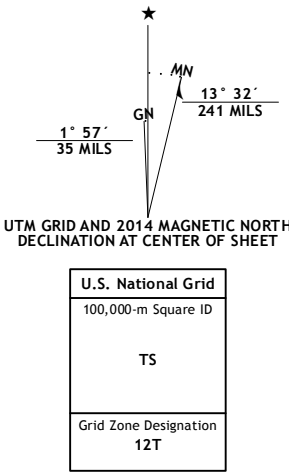 ★
MN
GN
13° 32´
241 MILS
1° 57´
35 MILS
UTM GRID AND 2014 MAGNETIC NORTH
DECLINATION AT CENTER OF SHEET
U.S. National Grid
100,000-m Square ID
TS
Grid Zone Designation
12T